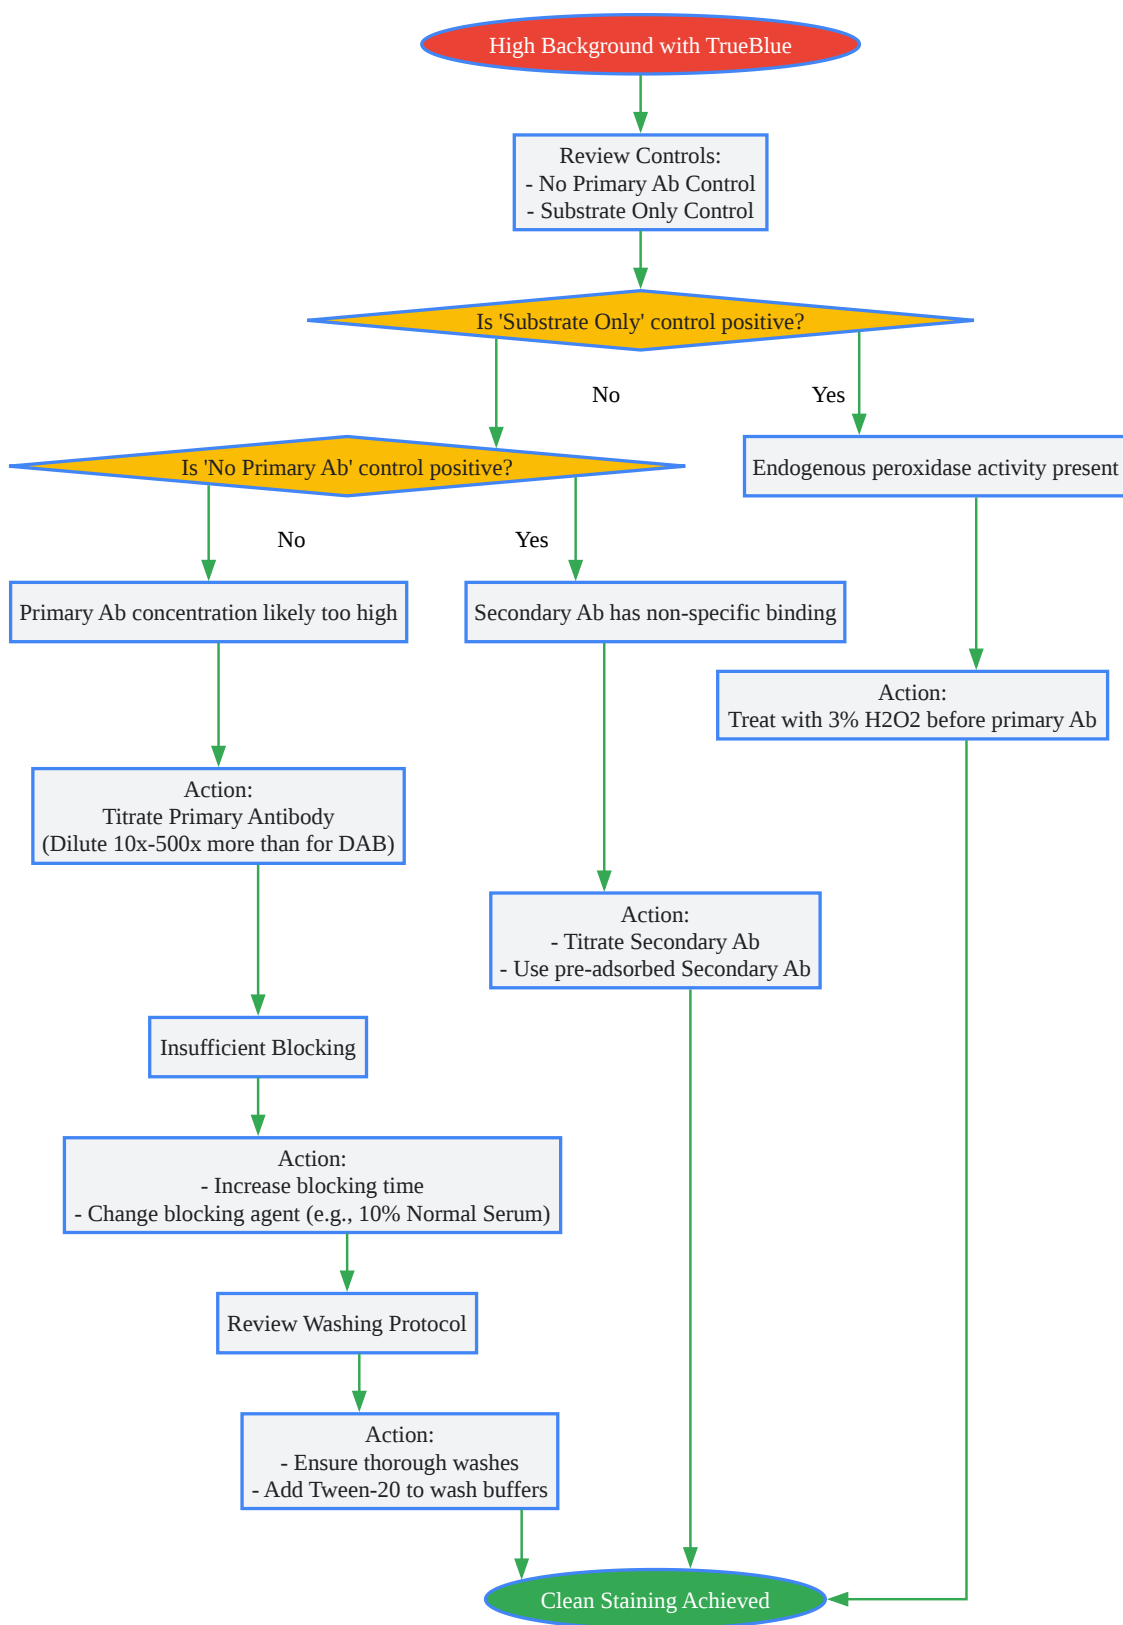 High Background with TrueBlue
Review Controls:
- No Primary Ab Control
- Substrate Only Control
Is 'Substrate Only' control positive?
No
Yes
Is 'No Primary Ab' control positive?
Endogenous peroxidase activity present
No
Yes
Primary Ab concentration likely too high
Secondary Ab has non-specific binding
Action:
Treat with 3% H2O2 before primary Ab
Action:
Titrate Primary Antibody
(Dilute 10x-500x more than for DAB)
Action:
- Titrate Secondary Ab
- Use pre-adsorbed Secondary Ab
Insufficient Blocking
Action:
- Increase blocking time
- Change blocking agent (e.g., 10% Normal Serum)
Review Washing Protocol
Action:
- Ensure thorough washes
- Add Tween-20 to wash buffers
Clean Staining Achieved